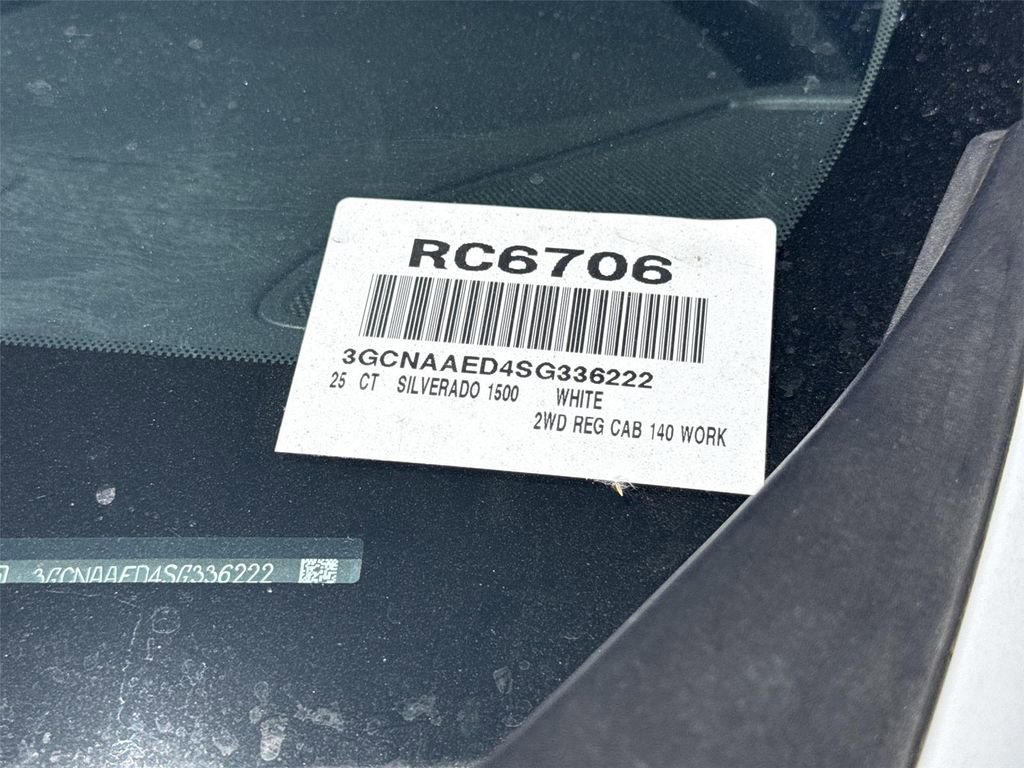 RC6706
3GCNAAED4SG336222
25 CT SILVERADO 1500 WHITE
2WD REG CAB 140 WORK
3GCNAAED4SG336222